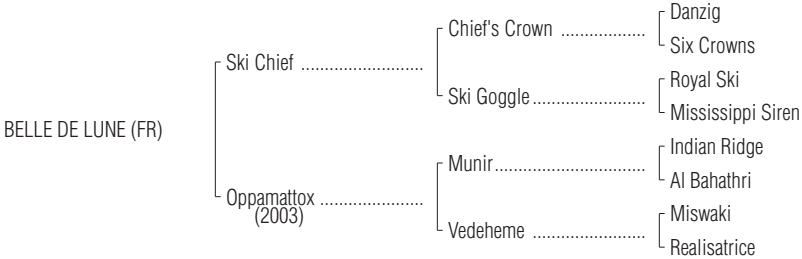 Danzig
Chief's Crown ....................
Six Crowns
Ski Chief .............................
Royal Ski
Ski Goggle...........................
Mississippi Siren
BELLE DE LUNE (FR)
Indian Ridge
Munir....................................
Al Bahathri
Oppamattox .........................
(2003)
Miswaki
Vedeheme ...........................
Realisatrice